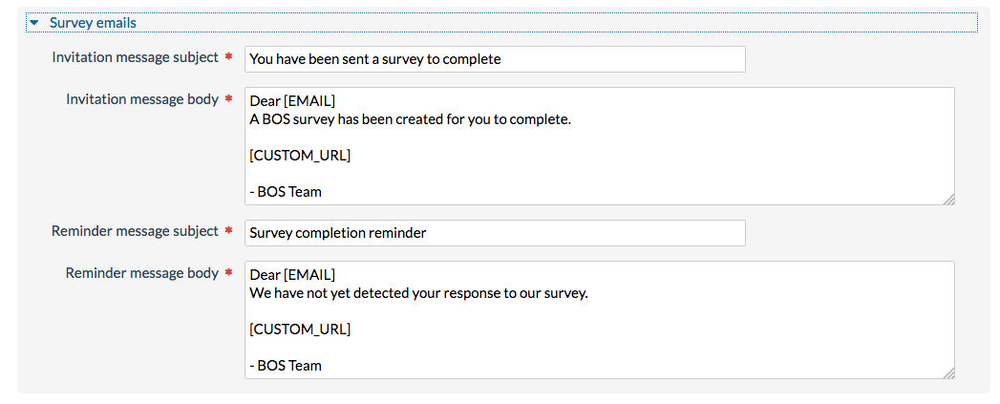 Survey emails
Invitation message subject * You have been sent a survey to complete
Invitation message body * Dear [EMAIL]
A BOS survey has been created for you to complete.
[CUSTOM_URL]
- BOS Team
Reminder message subject * Survey completion reminder
Reminder message body * Dear [EMAIL]
We have not yet detected your response to our survey.
[CUSTOM_URL]
- BOS Team